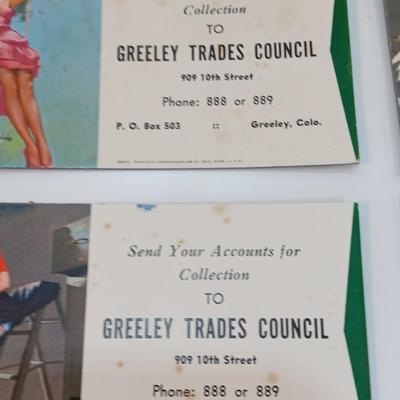 Collection
TO
GREELEY TRADES COUNCIL
909 10th Street
Phone: 888 or 889
P. O. Box 503 :: Greeley, Colo.
Send Your Accounts for
Collection
TO
GREELEY TRADES COUNCIL
909 10th Street
Phone: 888 or 889